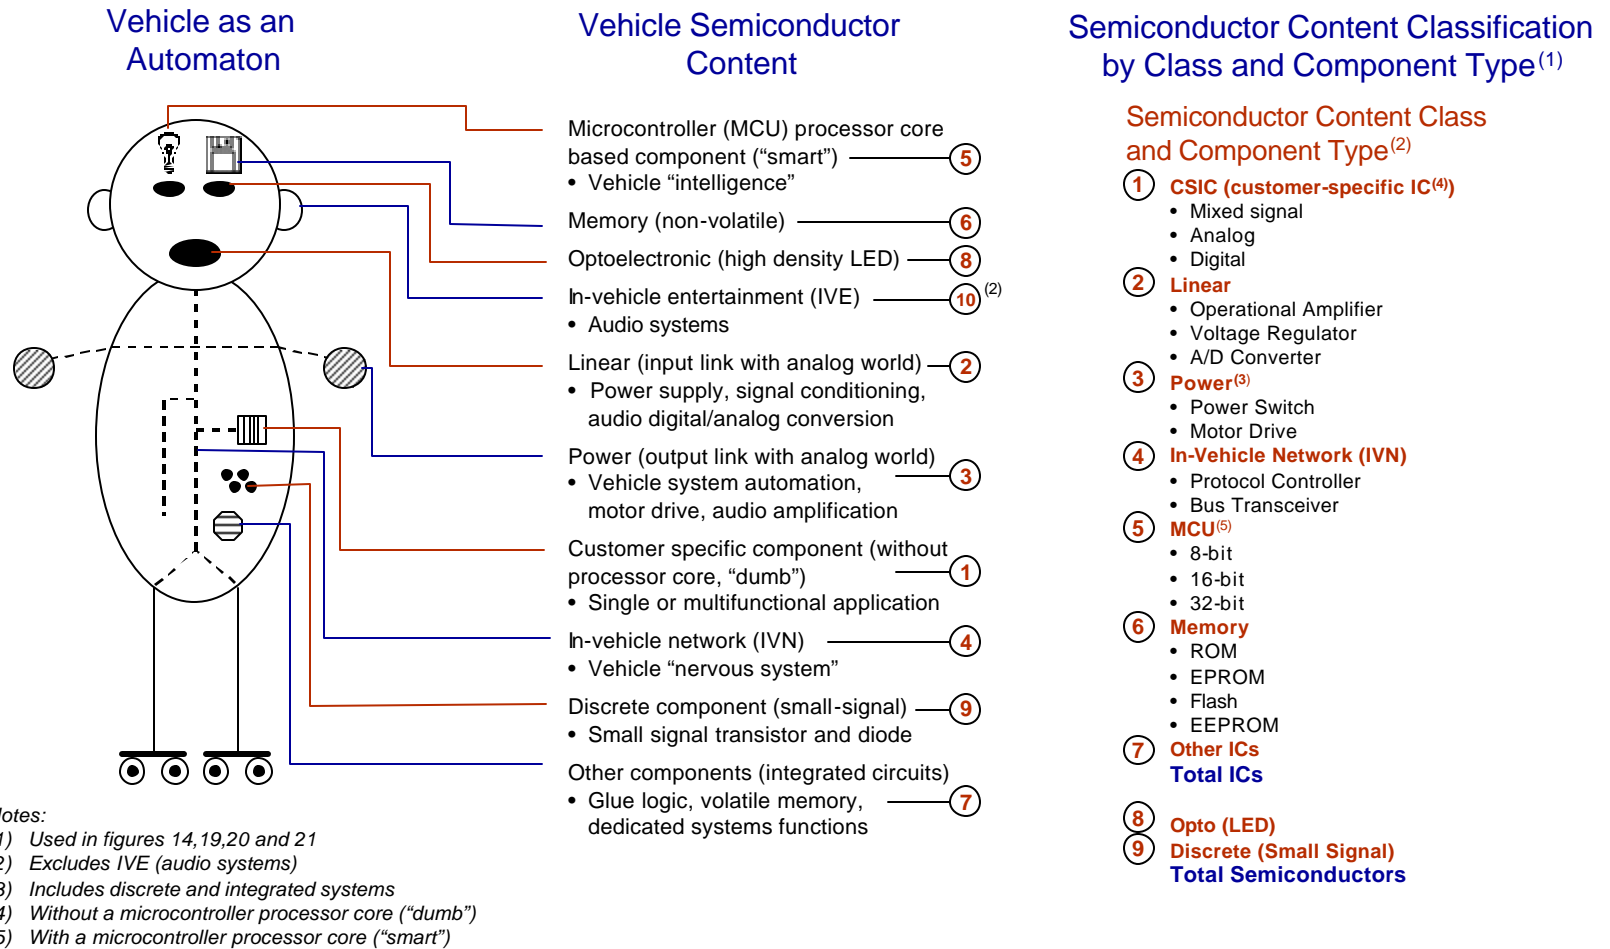 Vehicle as an
Automaton
Vehicle Semiconductor
Content
Microcontroller (MCU) processor core
based component (“smart”) 5
• Vehicle “intelligence”
Memory (non-volatile) 6
Optoelectronic (high density LED) 8
In-vehicle entertainment (IVE) 10 (2)
• Audio systems
Linear (input link with analog world) 2
• Power supply, signal conditioning,
audio digital/analog conversion
Power (output link with analog world)
• Vehicle system automation, 3
motor drive, audio amplification
Customer specific component (without
processor core, “dumb”) 1
• Single or multifunctional application
In-vehicle network (IVN) 4
• Vehicle “nervous system”
Discrete component (small-signal) 9
• Small signal transistor and diode
Other components (integrated circuits)
• Glue logic, volatile memory, 7
dedicated systems functions
Semiconductor Content Classification
by Class and Component Type(1)
Semiconductor Content Class
and Component Type(2)
1 CSIC (customer-specific IC(4))
• Mixed signal
• Analog
• Digital
2 Linear
• Operational Amplifier
• Voltage Regulator
• A/D Converter
3 Power(3)
• Power Switch
• Motor Drive
4 In-Vehicle Network (IVN)
• Protocol Controller
• Bus Transceiver
5 MCU(5)
• 8-bit
• 16-bit
• 32-bit
6 Memory
• ROM
• EPROM
• Flash
• EEPROM
7 Other ICs
Total ICs
8 Opto (LED)
9 Discrete (Small Signal)
Total Semiconductors
lotes:
1) Used in figures 14,19,20 and 21
2) Excludes IVE (audio systems)
3) Includes discrete and integrated systems
4) Without a microcontroller processor core (“dumb”)
5) With a microcontroller processor core (“smart”)